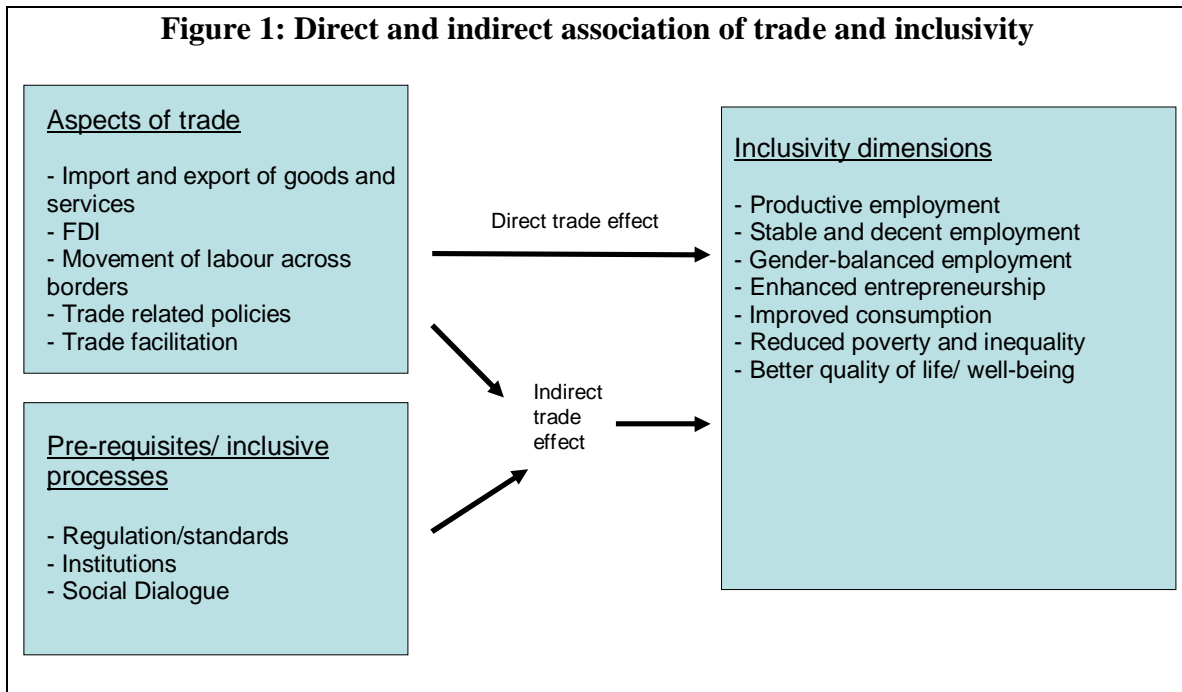 Figure 1: Direct and indirect association of trade and inclusivity
Aspects of trade
- Import and export of goods and
services
- FDI
- Movement of labour across
borders
- Trade related policies
- Trade facilitation
Direct trade effect
Inclusivity dimensions
- Productive employment
- Stable and decent employment
- Gender-balanced employment
- Enhanced entrepreneurship
- Improved consumption
- Reduced poverty and inequality
- Better quality of life/ well-being
Indirect
trade
effect
Pre-requisites/ inclusive
processes
- Regulation/standards
- Institutions
- Social Dialogue